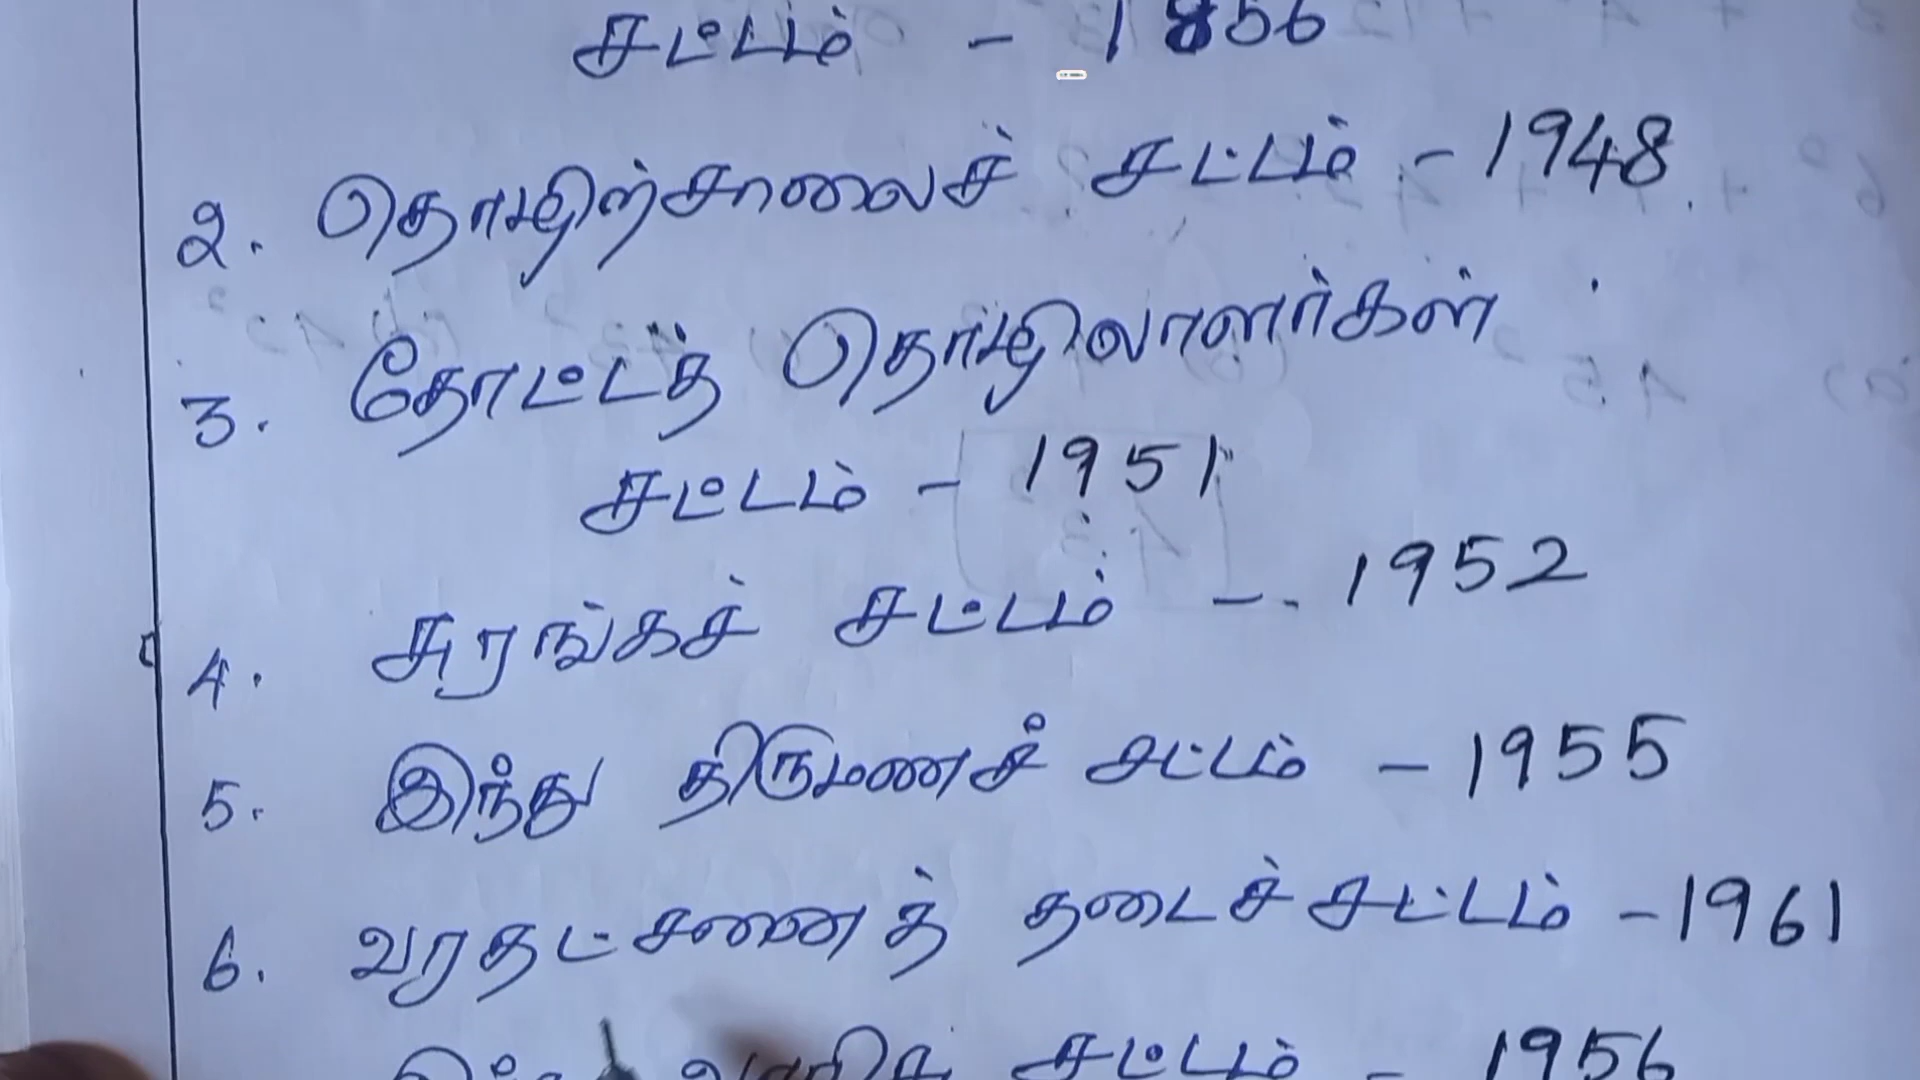 சட்டம் - 1856
2. தொழிற்சாலைச் சட்டம் - 1948
3. தோட்டத் தொழிலாளர்கள்
சட்டம் - 1951
4. சுரங்கச் சட்டம் - 1952
5. இந்து திருமணச் சட்டம் - 1955
6. வரதட்சணைத் தடைச்சட்டம் - 1961
சட்டம் - 1956